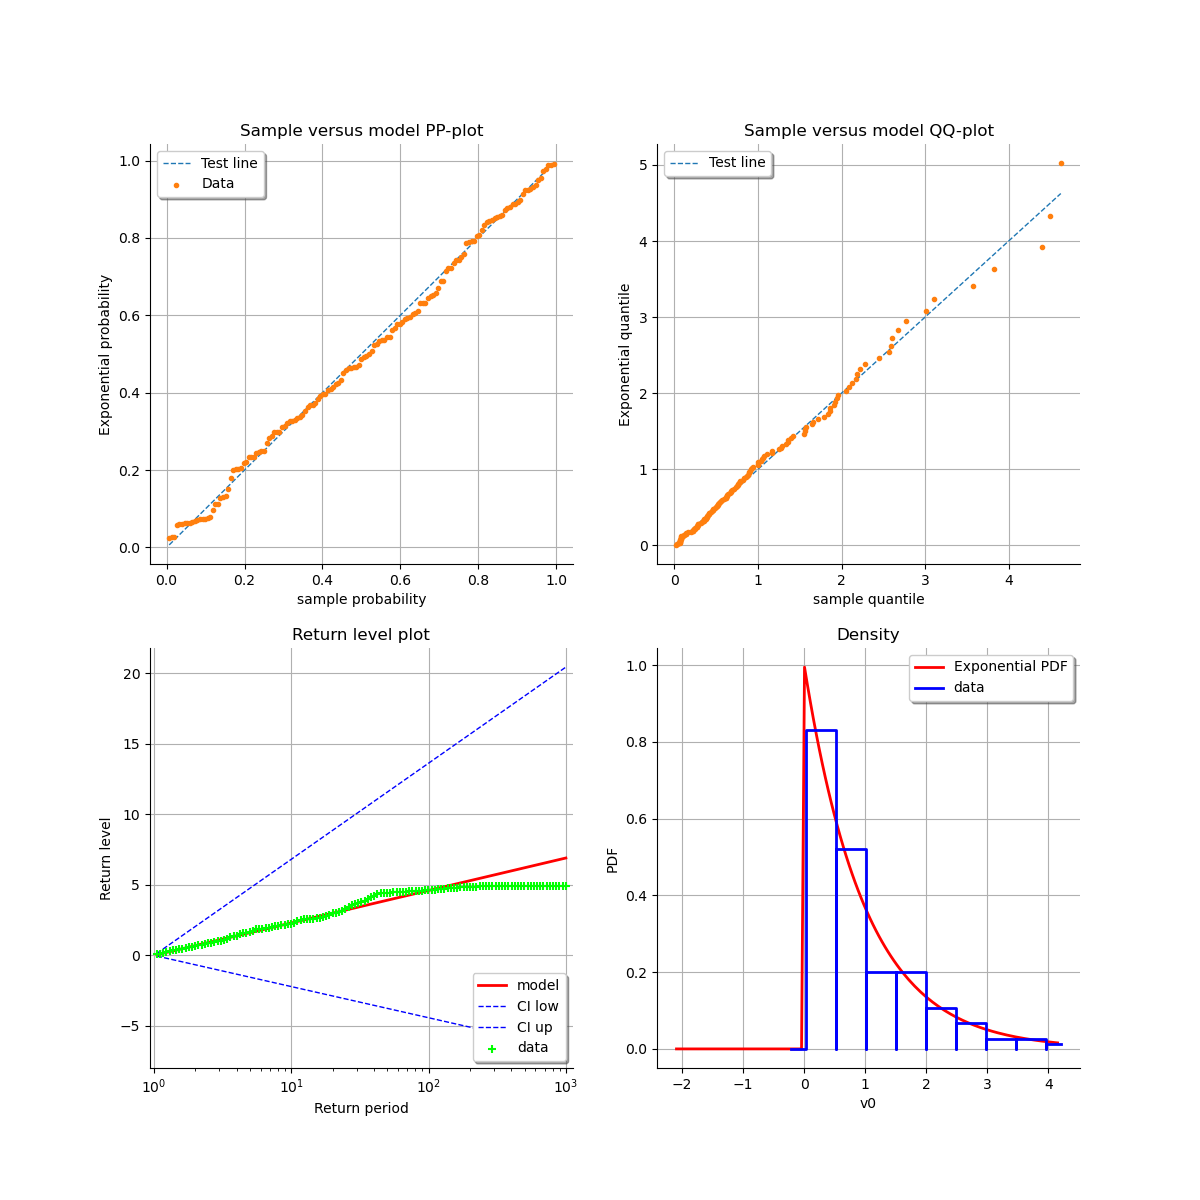 Sample versus model PP-plot
Test line
Data
1.0
0.8
0.6
0.4
0.2
0.0
Exponential probability
0.0 0.2 0.4 0.6 0.8 1.0
sample probability
Sample versus model QQ-plot
Test line
5
4
3
2
1
0
Exponential quantile
0 1 2 3 4
sample quantile
Return level plot
20
15
10
5
0
−5
Return level
model
CI low
CI up
data
10⁰ 10¹ 10² 10³
Return period
Density
Exponential PDF
data
1.0
0.8
0.6
0.4
0.2
0.0
PDF
−2 −1 0 1 2 3 4
v0